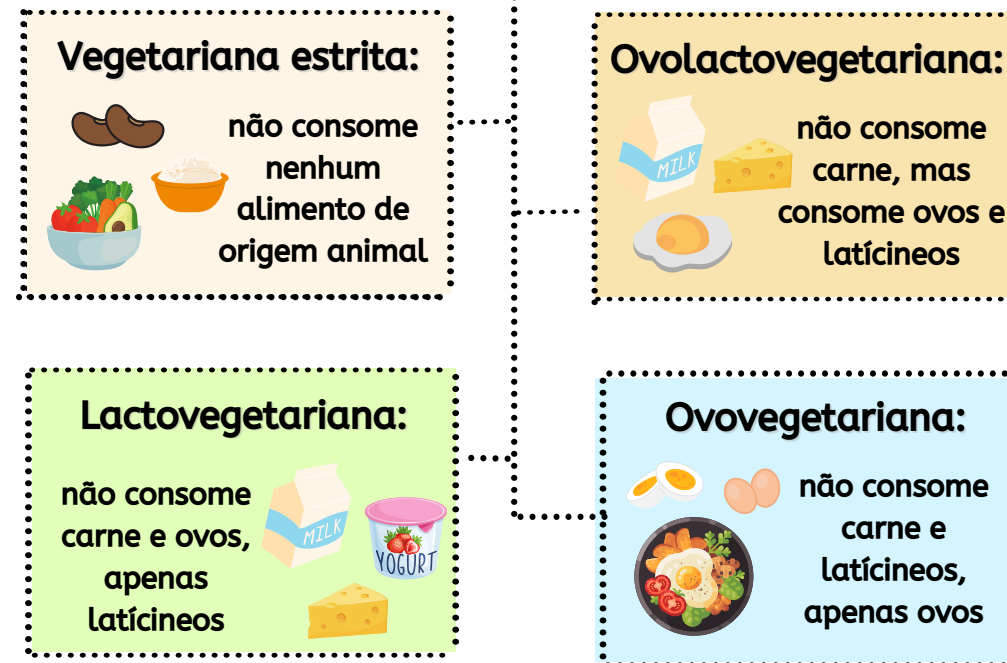 Vegetariana estrita:
não consome
nenhum
alimento de
origem animal
Ovolactovegetariana:
não consome
carne, mas
consome ovos e
latícineos
MILK
Lactovegetariana:
não consome
carne e ovos,
apenas
latícineos
MILK
YOGURT
Ovovegetariana:
não consome
carne e
latícineos,
apenas ovos